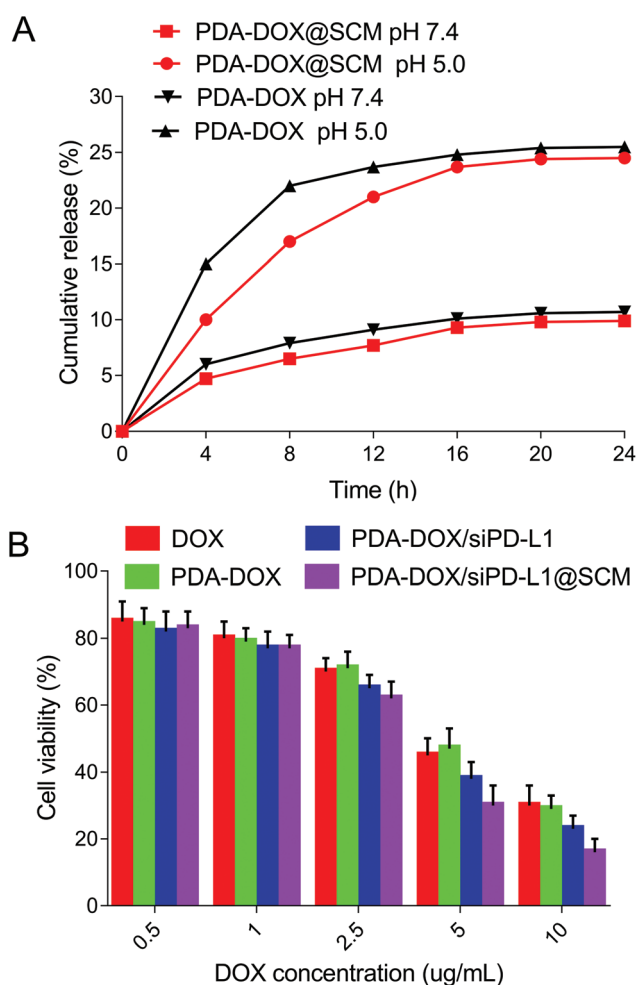 A
PDA-DOX@SCM pH 7.4
PDA-DOX@SCM pH 5.0
PDA-DOX pH 7.4
PDA-DOX pH 5.0
Cumulative release (%)
30
25
20
15
10
5
0
0 4 8 12 16 20 24
Time (h)
B
DOX PDA-DOX/siPD-L1
PDA-DOX PDA-DOX/siPD-L1@SCM
Cell viability (%)
100
80
60
40
20
0
0.5 1 2.5 5 10
DOX concentration (ug/mL)